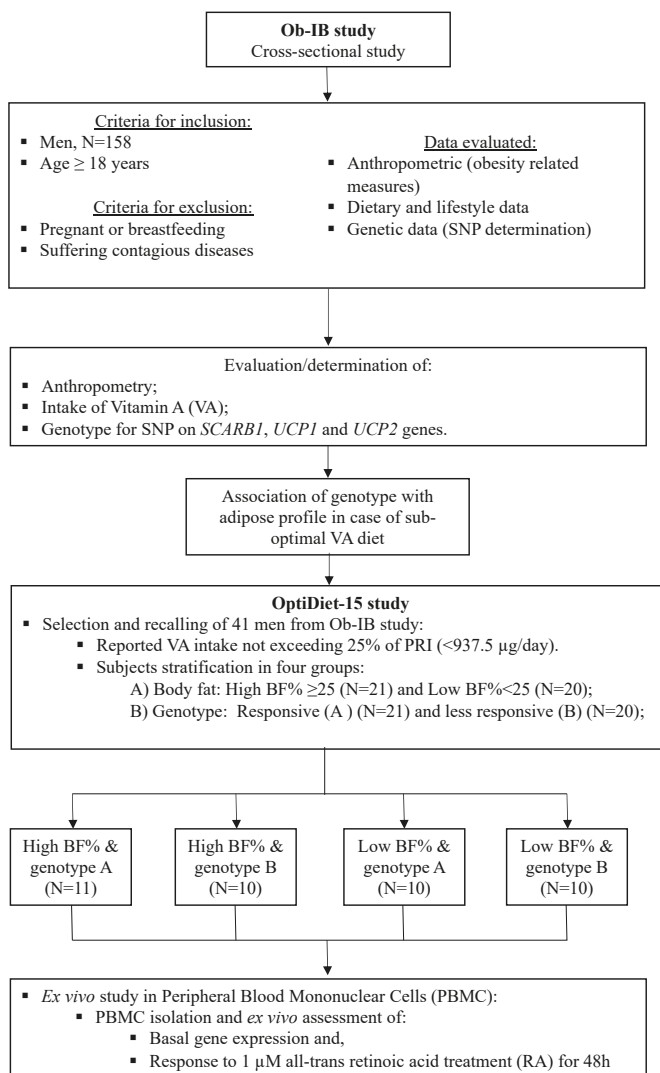 Ob-IB study
Cross-sectional study
Criteria for inclusion:
▪ Men, N=158
▪ Age ≥ 18 years
Criteria for exclusion:
▪ Pregnant or breastfeeding
▪ Suffering contagious diseases
Data evaluated:
▪ Anthropometric (obesity related
measures)
▪ Dietary and lifestyle data
▪ Genetic data (SNP determination)
Evaluation/determination of:
▪ Anthropometry;
▪ Intake of Vitamin A (VA);
▪ Genotype for SNP on SCARB1, UCP1 and UCP2 genes.
Association of genotype with
adipose profile in case of sub-
optimal VA diet
OptiDiet-15 study
▪ Selection and recalling of 41 men from Ob-IB study:
▪ Reported VA intake not exceeding 25% of PRI (<937.5 µg/day).
▪ Subjects stratification in four groups:
A) Body fat: High BF% ≥25 (N=21) and Low BF%<25 (N=20);
B) Genotype: Responsive (A ) (N=21) and less responsive (B) (N=20);
High BF% &
genotype A
(N=11)
High BF% &
genotype B
(N=10)
Low BF% &
genotype A
(N=10)
Low BF% &
genotype B
(N=10)
▪ Ex vivo study in Peripheral Blood Mononuclear Cells (PBMC):
▪ PBMC isolation and ex vivo assessment of:
▪ Basal gene expression and,
▪ Response to 1 µM all-trans retinoic acid treatment (RA) for 48h